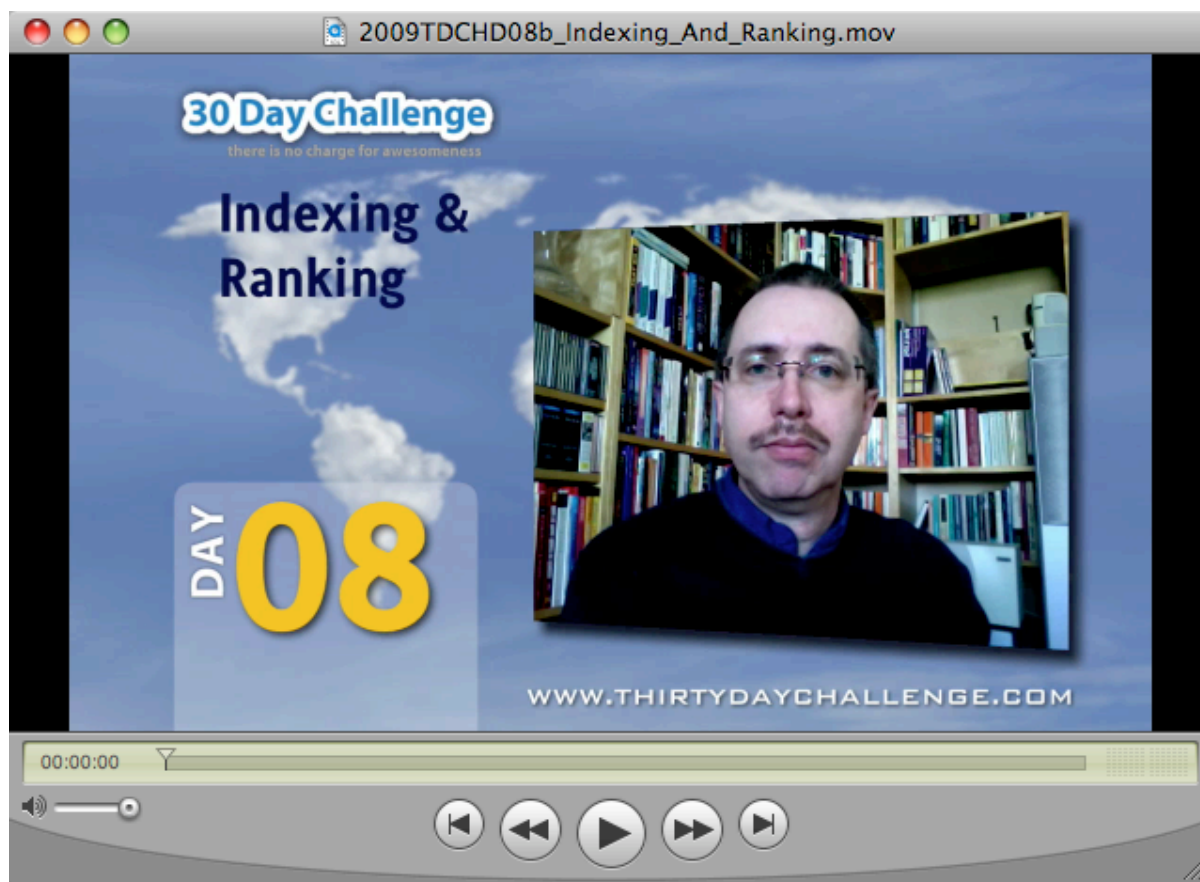 2009TDCHD08b_Indexing_And_Ranking.mov
30 Day Challenge
there is no charge for awesomeness
Indexing &
Ranking
DAY
08
WWW.THIRTYDAYCHALLENGE.COM
00:00:00